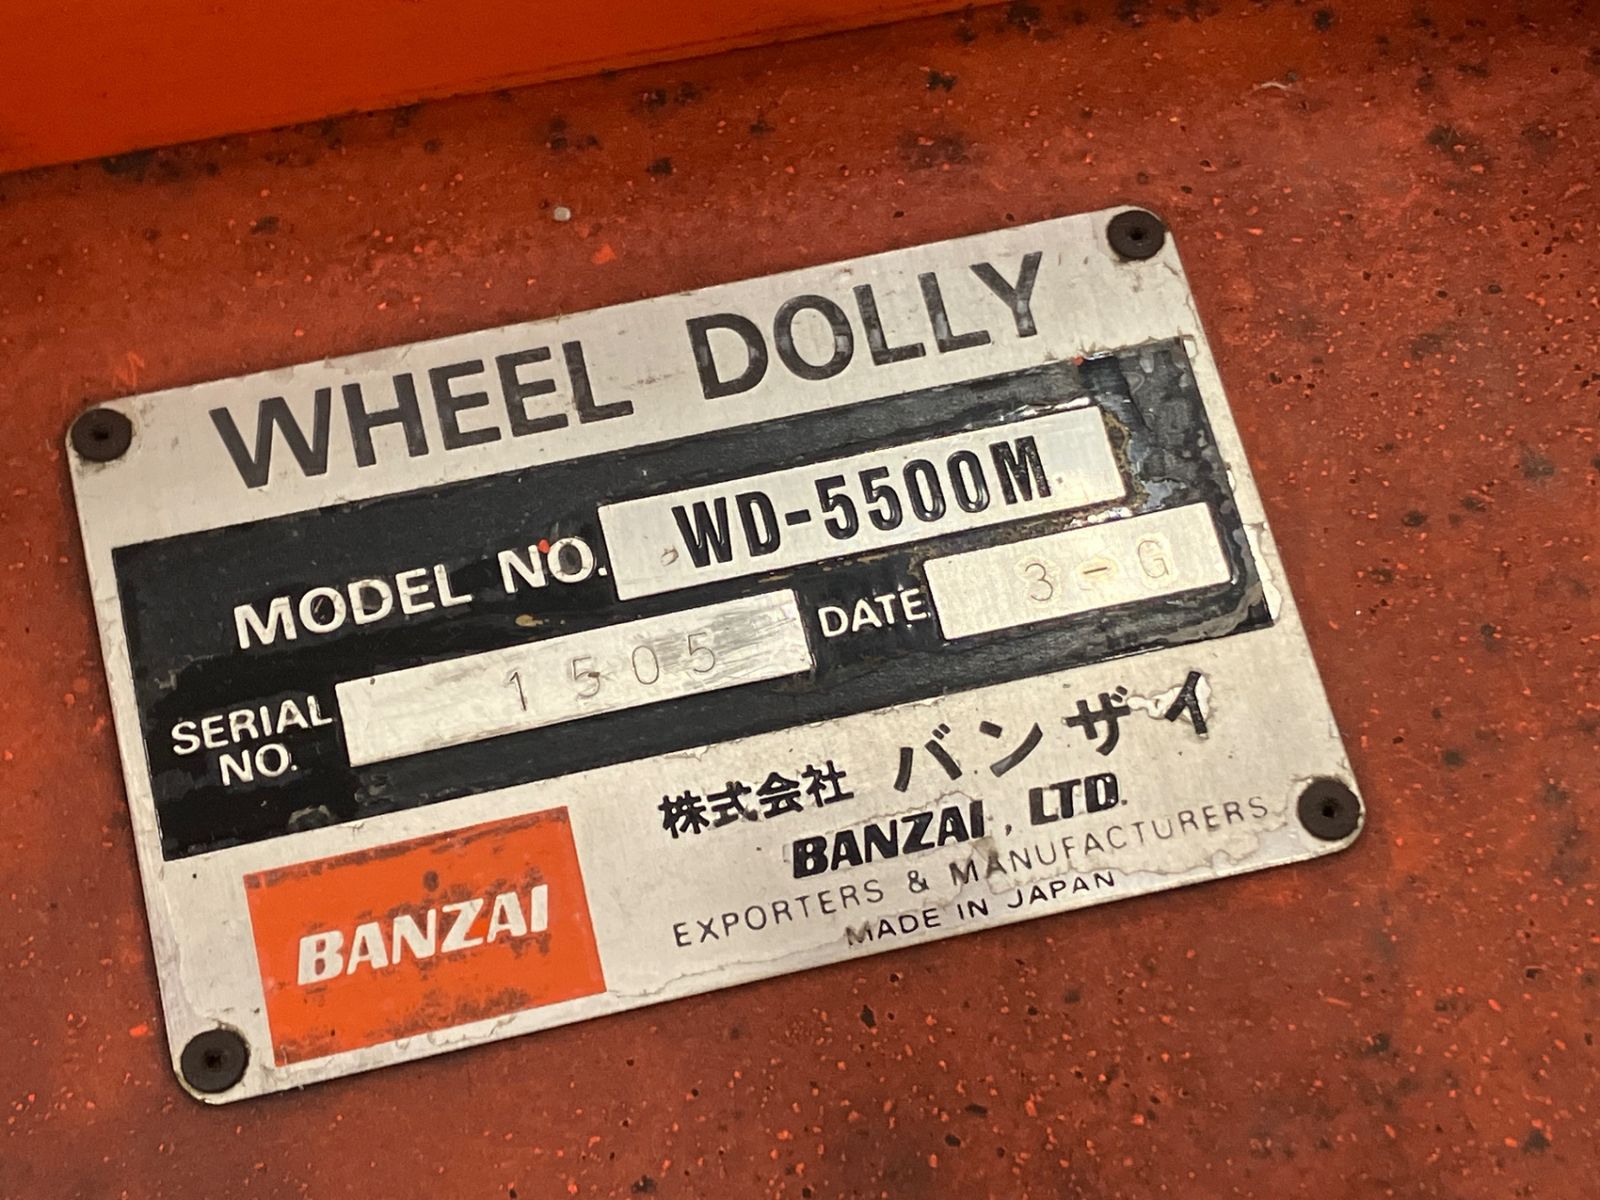 WHEEL DOLLY
MODEL NO. WD-5500M
SERIAL NO. 1505 DATE 3-G
株式会社 バンザイ
BANZAI, LTD.
EXPORTERS & MANUFACTURERS
MADE IN JAPAN
BANZAI